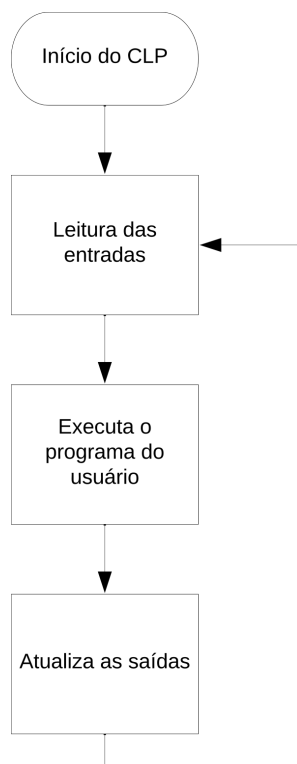 Início do CLP
Leitura das
entradas
Executa o
programa do
usuário
Atualiza as saídas